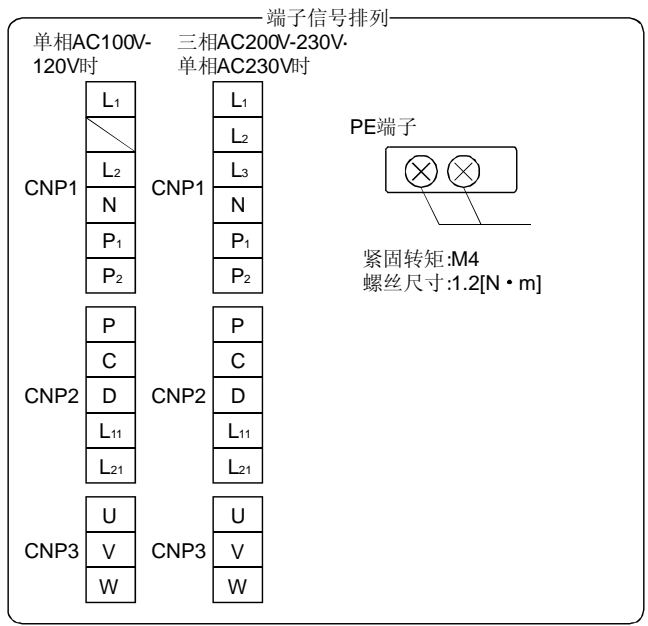 端子信号排列
单相AC100V-
120V时
三相AC200V-230V·
单相AC230V时
CNP1
L1
L2
N
P1
P2
CNP1
L1
L2
L3
N
P1
P2
PE端子
紧固转矩:M4
螺丝尺寸:1.2[N·m]
CNP2
P
C
D
L11
L21
CNP2
P
C
D
L11
L21
CNP3
U
V
W
CNP3
U
V
W